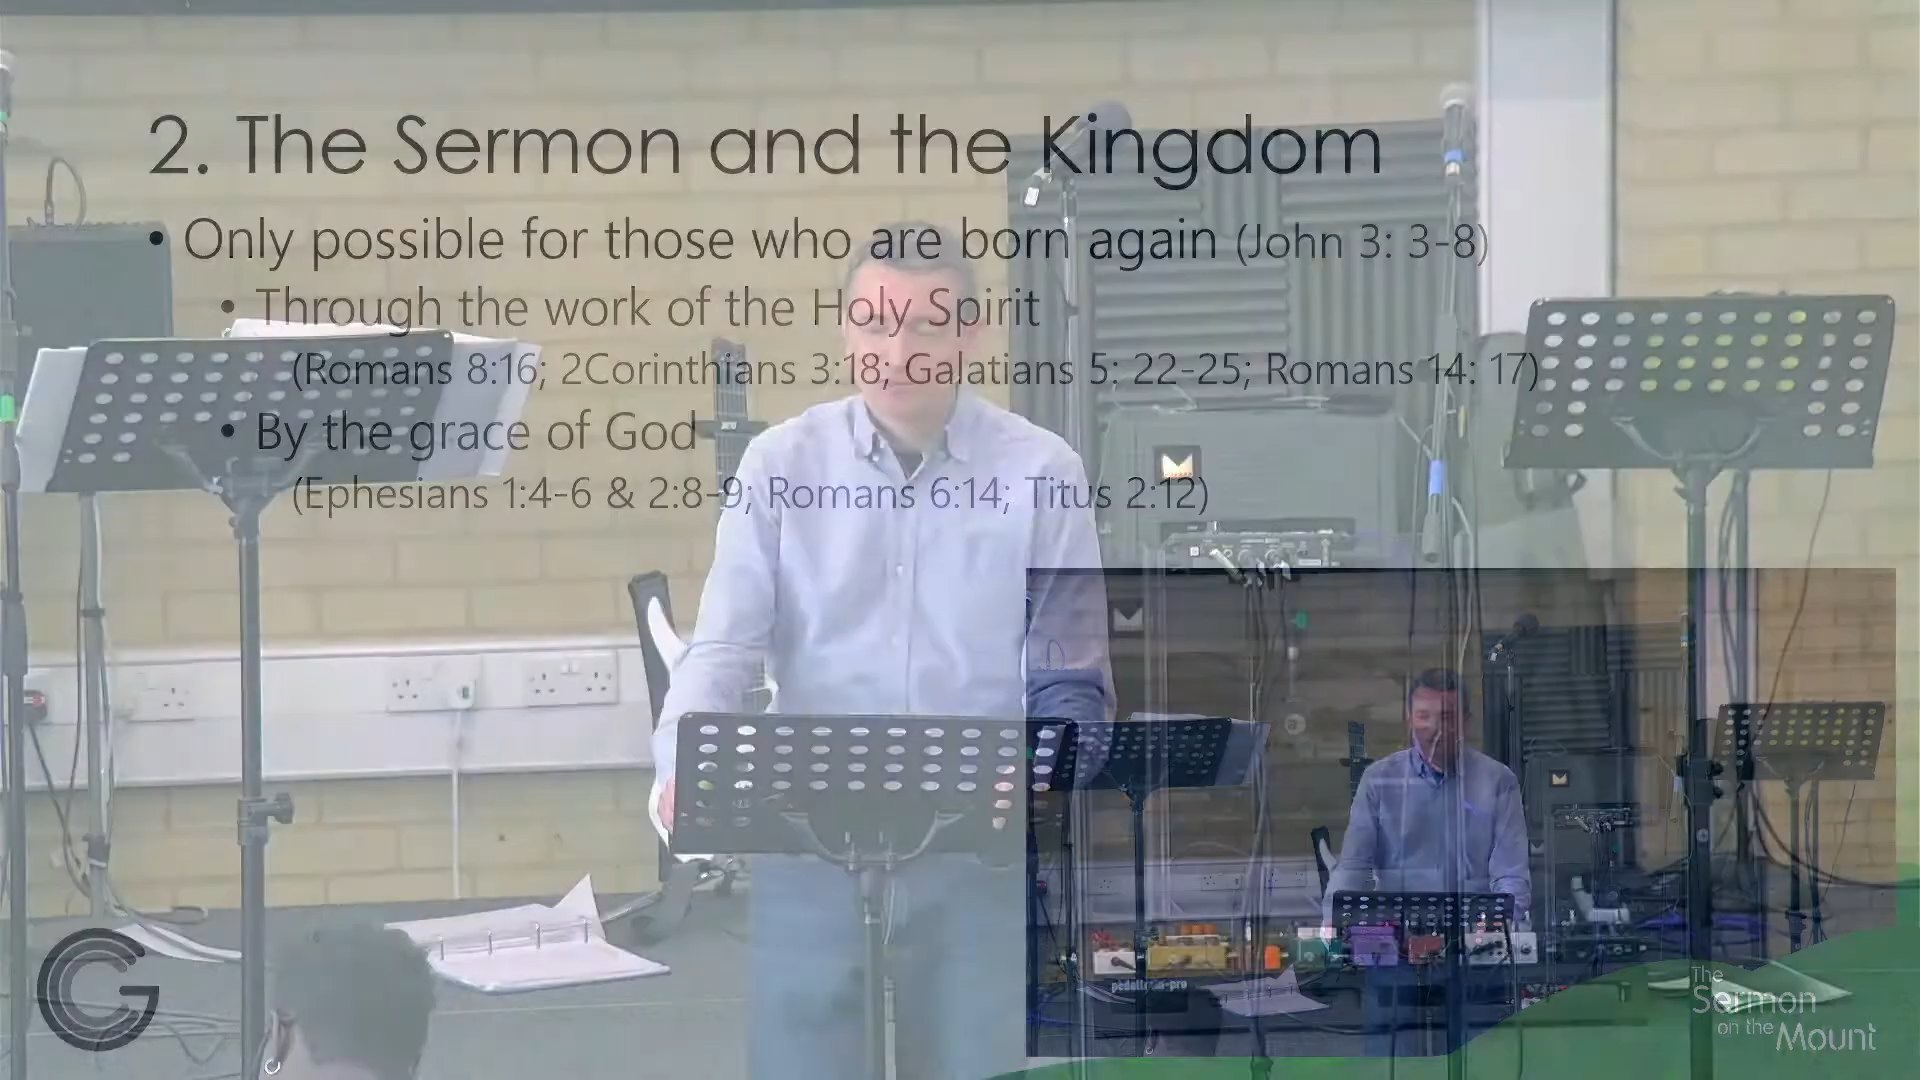 2. The Sermon and the Kingdom
• Only possible for those who are born again (John 3: 3-8)
• Through the work of the Holy Spirit
(Romans 8:16; 2Corinthians 3:18; Galatians 5: 22-25; Romans 14: 17)
• By the grace of God
(Ephesians 1:4-6 & 2:8-9; Romans 6:14; Titus 2:12)
The
Sermon
on the
Mount